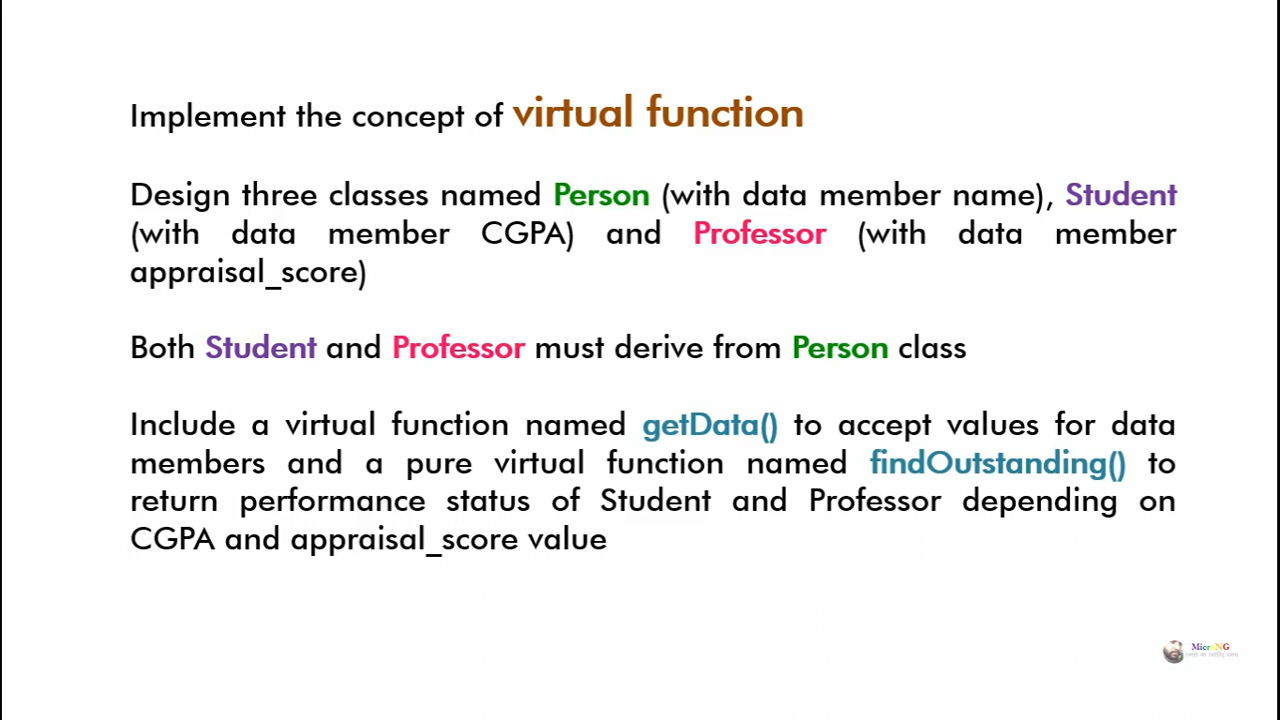 Implement the concept of virtual function
Design three classes named Person (with data member name), Student
(with data member CGPA) and Professor (with data member
appraisal_score)
Both Student and Professor must derive from Person class
Include a virtual function named getData() to accept values for data
members and a pure virtual function named findOutstanding() to
return performance status of Student and Professor depending on
CGPA and appraisal_score value
MicroNG